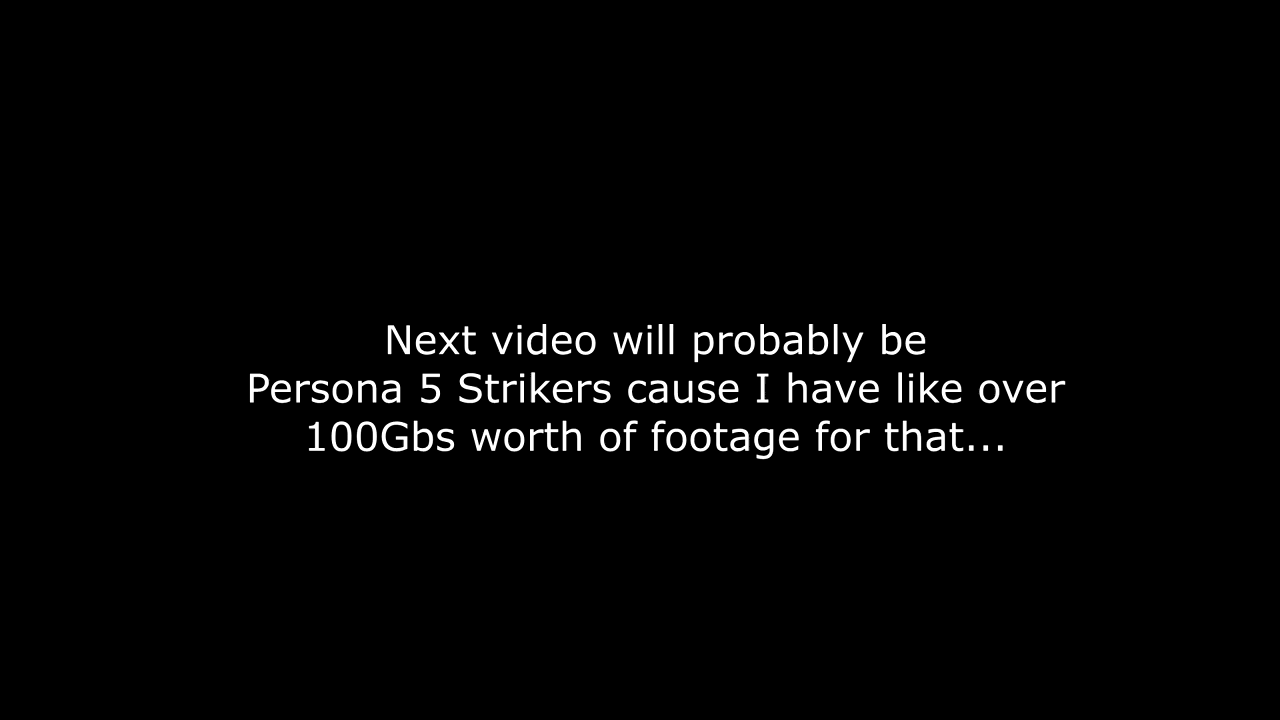 Next video will probably be
Persona 5 Strikers cause I have like over
100Gbs worth of footage for that...